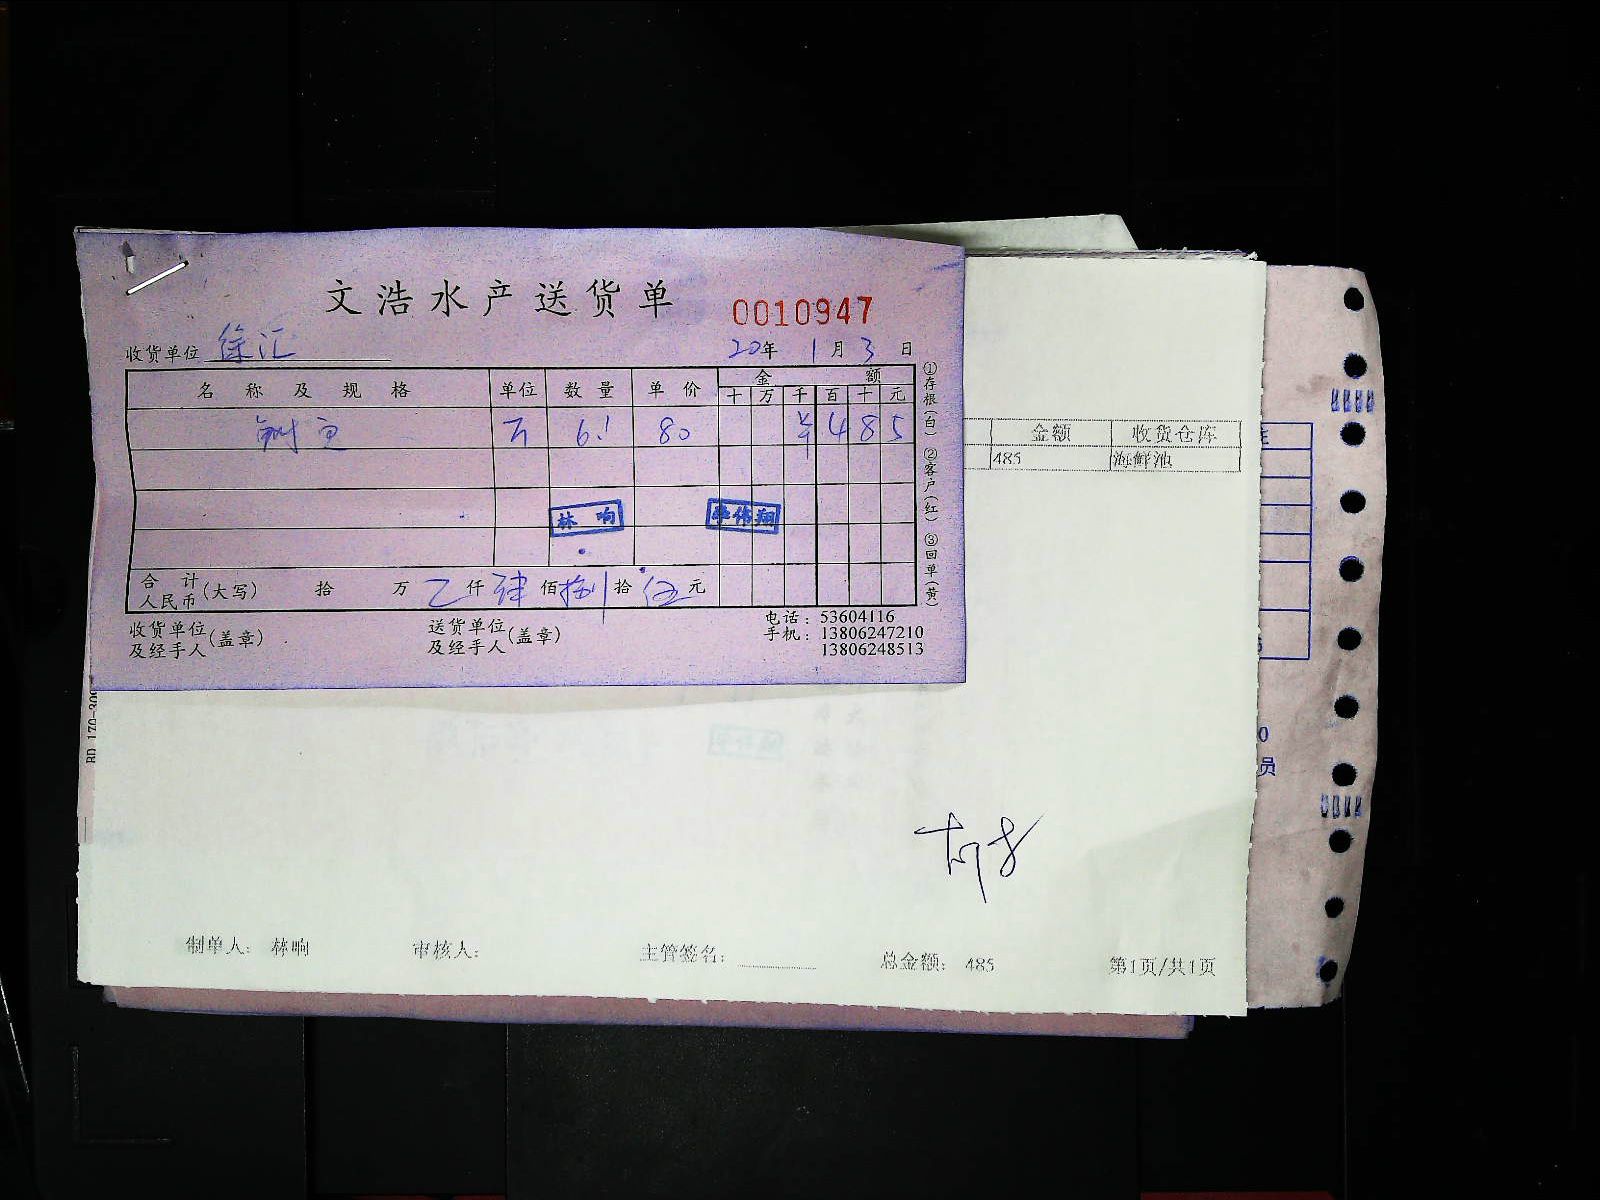 文浩水产送货单
0010947
收货单位 徐汇
20年 1月 3日
名称及规格 单位 数量 单价 金额
十 万 千 百 十 元
6.1 80 ¥ 4 8 5
林响
合计人民币(大写) 拾 万 乙仟 肆佰 捌拾 伍元
收货单位及经手人(盖章)
送货单位及经手人(盖章)
电话：53604116
手机：13806247210
13806248513
①存根(白) ②客户(红) ③回单(黄)
金额 收货仓库
485 海鲜池
员
制单人: 林响 审核人: 主管签名: 总金额: 485 第1页/共1页